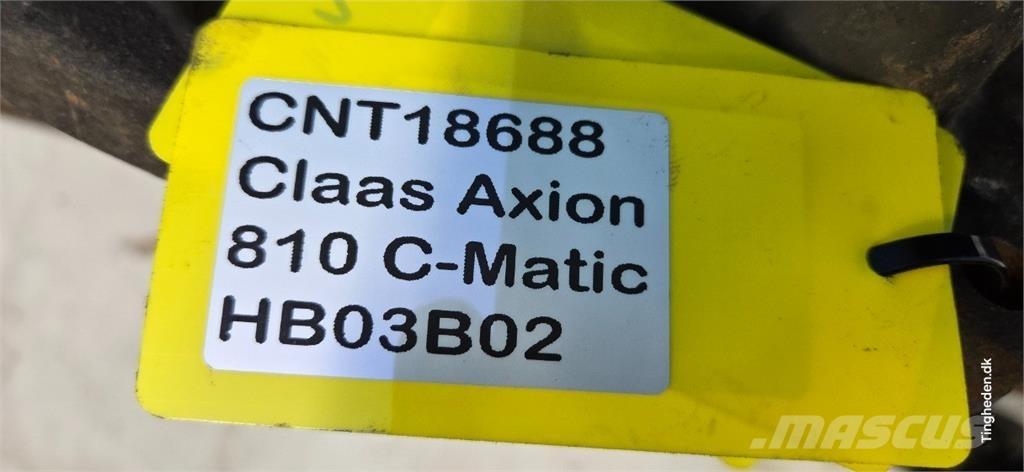 CNT18688
Claas Axion
810 C-Matic
HB03B02
Tingheden.dk
MASCUS